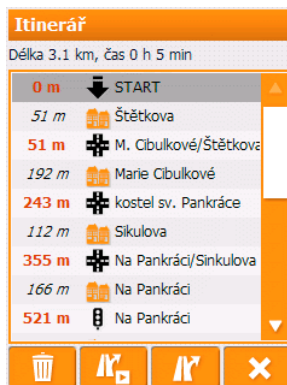 Itinerář
Délka 3.1 km, čas 0 h 5 min
0 m START
51 m Štětkova
51 m M. Cibulkové/Štětkova
192 m Marie Cibulkové
243 m kostel sv. Pankráce
112 m Sikulova
355 m Na Pankráci/Sinkulova
166 m Na Pankráci
521 m Na Pankráci